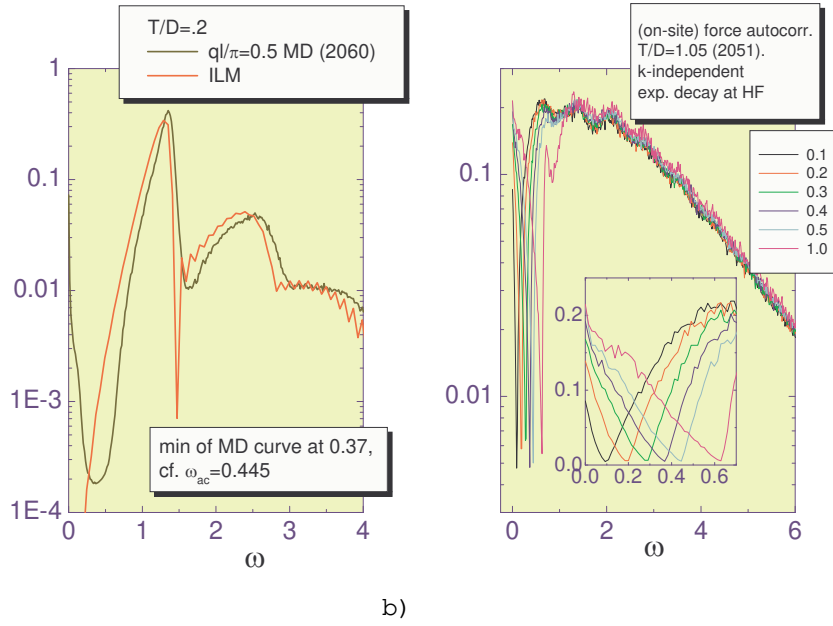 T/D=.2
ql/π=0.5 MD (2060)
ILM
1
0.1
0.01
1E-3
1E-4
0
1
2
3
4
ω
min of MD curve at 0.37,
cf. ωac=0.445
(on-site) force autocorr.
T/D=1.05 (2051).
k-independent
exp. decay at HF
0.1
0.2
0.3
0.4
0.5
1.0
0.1
0.01
0.2
0.1
0.0
0.0
0.2
0.4
0.6
0
2
4
6
ω
b)